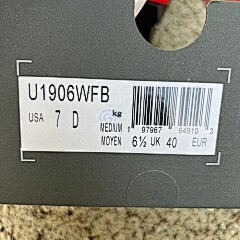 U1906WFB
USA 7 D
kg
MEDIUM
MOYEN
1 97967 64910 3
6½ UK 40 EUR